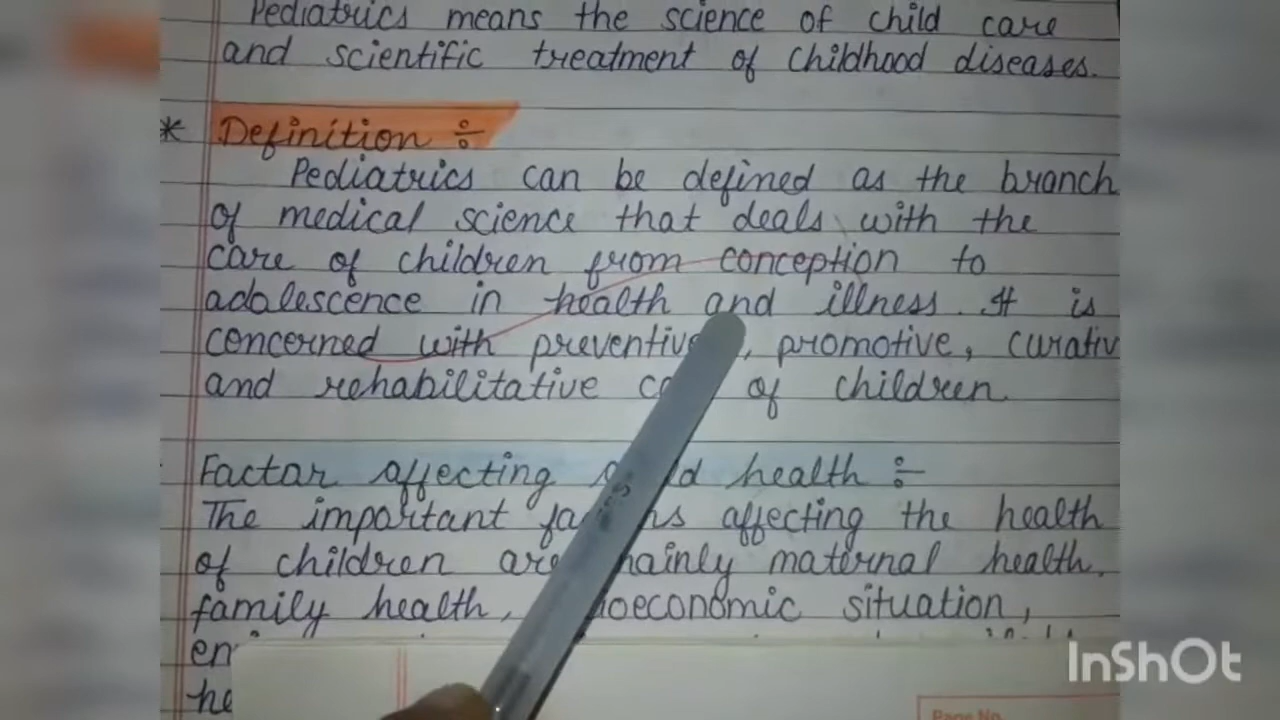 Pediatrics means the science of child care
and scientific treatment of childhood diseases.
* Definition ÷
Pediatrics can be defined as the branch
of medical science that deals with the
care of children from conception to
adolescence in health and illness. It is
concerned with , promotive,
and rehabilitative of children.
Factor affecting health ÷
The important affecting the health
of children are mainly maternal health,
family health, situation,
Page No.
InShOt